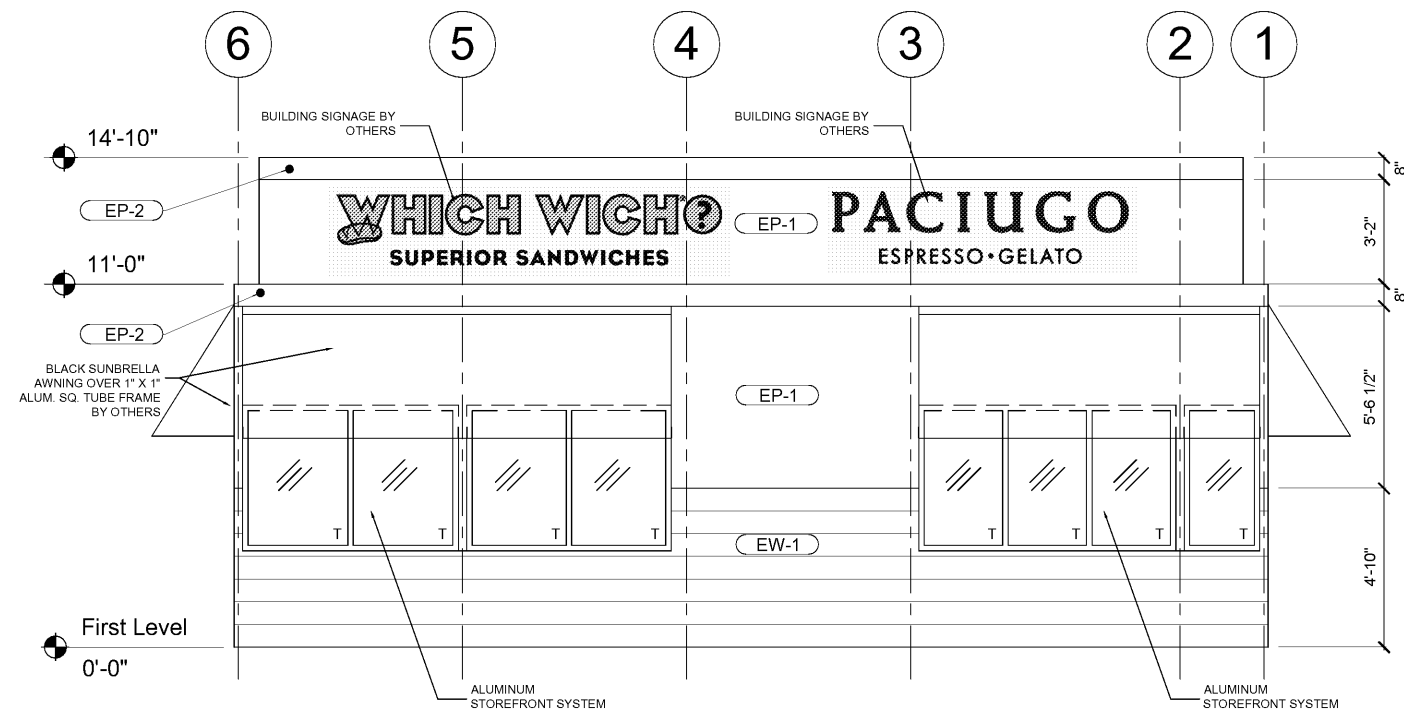 6
5
4
3
2
1
BUILDING SIGNAGE BY
OTHERS
BUILDING SIGNAGE BY
OTHERS
14'-10"
8"
EP-2
WHICH WICH®?
SUPERIOR SANDWICHES
EP-1
PACIUGO
ESPRESSO•GELATO
3'-2"
11'-0"
8"
EP-2
BLACK SUNBRELLA
AWNING OVER 1" X 1"
ALUM. SQ. TUBE FRAME
BY OTHERS
EP-1
5'-6 1/2"
T
T
T
T
T
T
T
T
EW-1
4'-10"
First Level
0'-0"
ALUMINUM
STOREFRONT SYSTEM
ALUMINUM
STOREFRONT SYSTEM